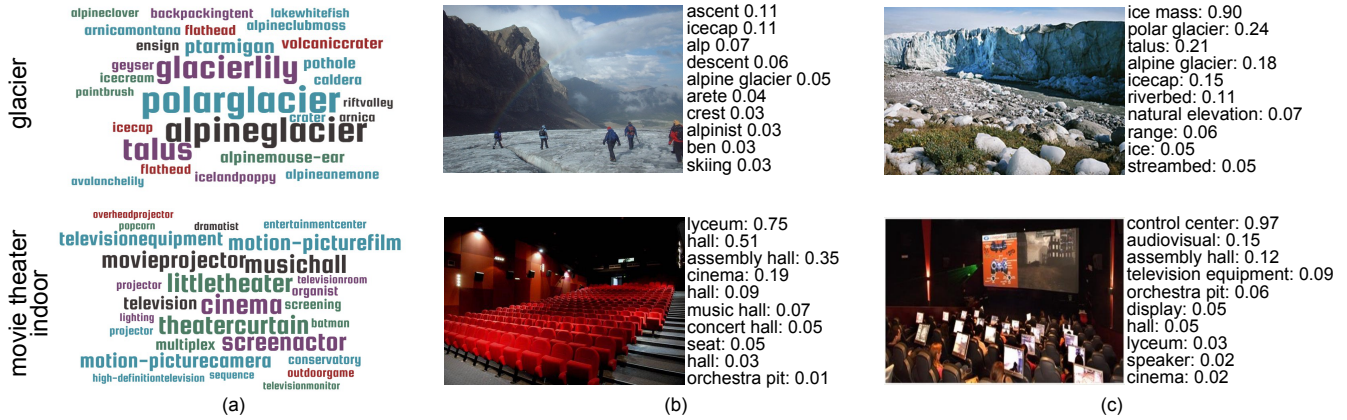 glacier
alpineclover
backpackingtent
lakewhitefish
arnicamontana
flathead
alpineclubmoss
ensign
ptarmigan
volcaniccrater
geyser
glacierlily
pothole
icecream
caldera
paintbrush
polarglacier
riftvalley
crater
arnica
icecap
alpineglacier
talus
alpinemouse-ear
flathead
icelandpoppy
alpineanemone
avalanchelily
ascent 0.11
icecap 0.11
alp 0.07
descent 0.06
alpine glacier 0.05
arete 0.04
crest 0.03
alpinist 0.03
ben 0.03
skiing 0.03
ice mass: 0.90
polar glacier: 0.24
talus: 0.21
alpine glacier: 0.18
icecap: 0.15
riverbed: 0.11
natural elevation: 0.07
range: 0.06
ice: 0.05
streambed: 0.05
movie theater
indoor
overheadprojector
popcorn
dramatist
entertainmentcenter
televisionequipment
motion-picturefilm
movieprojector
musichall
projector
littletheater
televisionroom
organist
television
cinema
screening
lighting
projector
theatercurtain
batman
multiplex
screenactor
motion-picturecamera
conservatory
outdoorgame
high-definitiontelevision
sequence
televisionmonitor
lyceum: 0.75
hall: 0.51
assembly hall: 0.35
cinema: 0.19
hall: 0.09
music hall: 0.07
concert hall: 0.05
seat: 0.05
hall: 0.03
orchestra pit: 0.01
control center: 0.97
audiovisual: 0.15
assembly hall: 0.12
television equipment: 0.09
orchestra pit: 0.06
display: 0.05
hall: 0.05
lyceum: 0.03
speaker: 0.02
cinema: 0.02
(a)
(b)
(c)